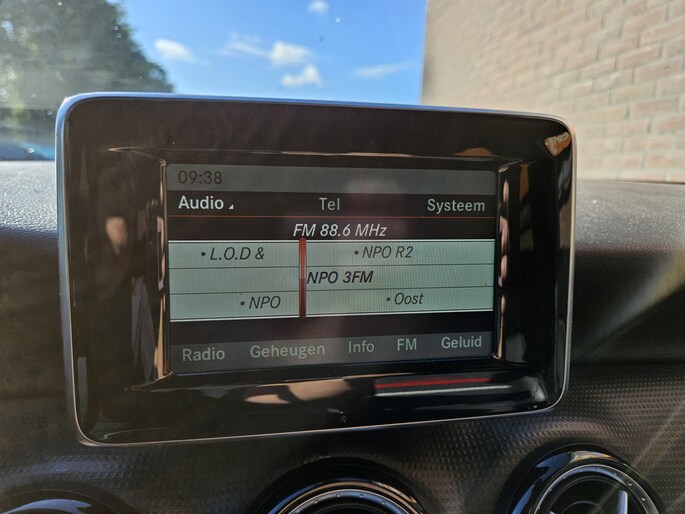 09:38
Audio Tel Systeem
FM 88.6 MHz
• L.O.D & • NPO R2
NPO 3FM
• NPO • Oost
Radio Geheugen Info FM Geluid